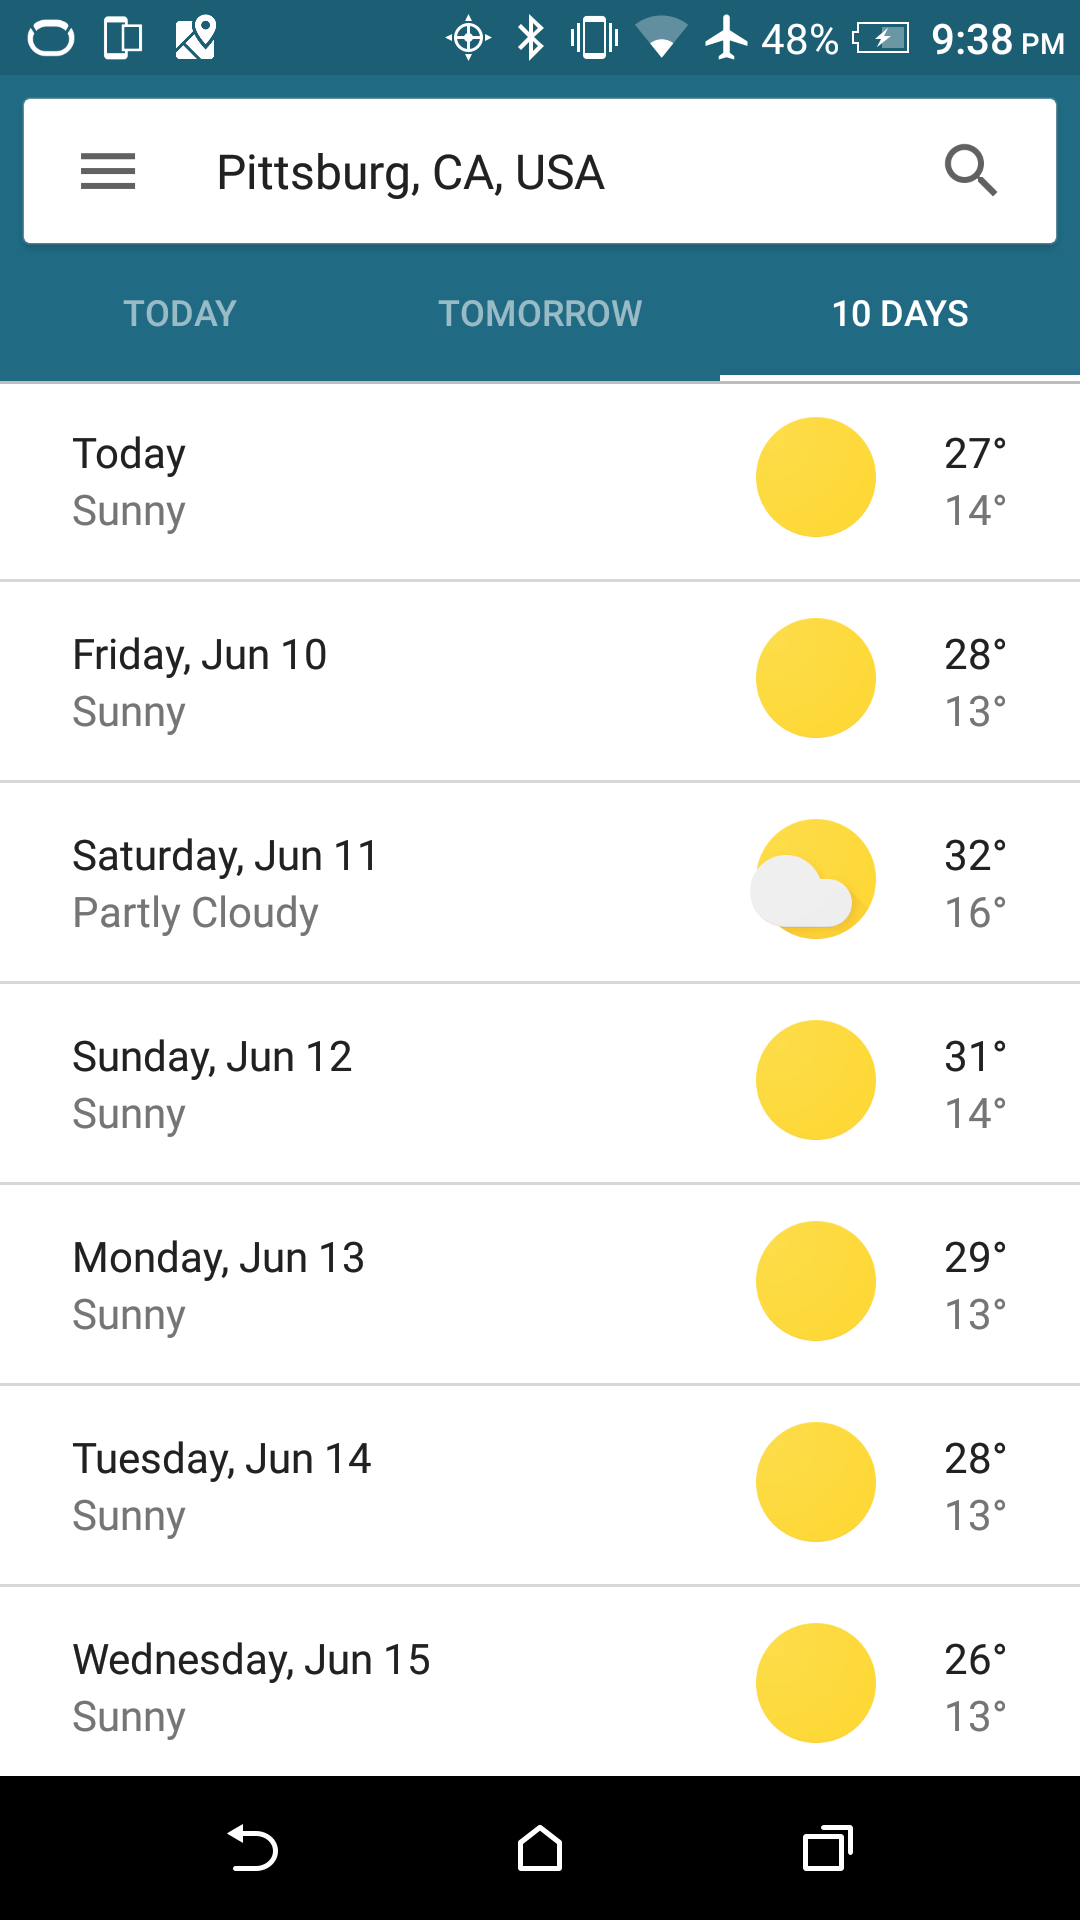 48% 9:38 PM
Pittsburg, CA, USA
TODAY TOMORROW 10 DAYS
Today 27°
Sunny 14°
Friday, Jun 10 28°
Sunny 13°
Saturday, Jun 11 32°
Partly Cloudy 16°
Sunday, Jun 12 31°
Sunny 14°
Monday, Jun 13 29°
Sunny 13°
Tuesday, Jun 14 28°
Sunny 13°
Wednesday, Jun 15 26°
Sunny 13°